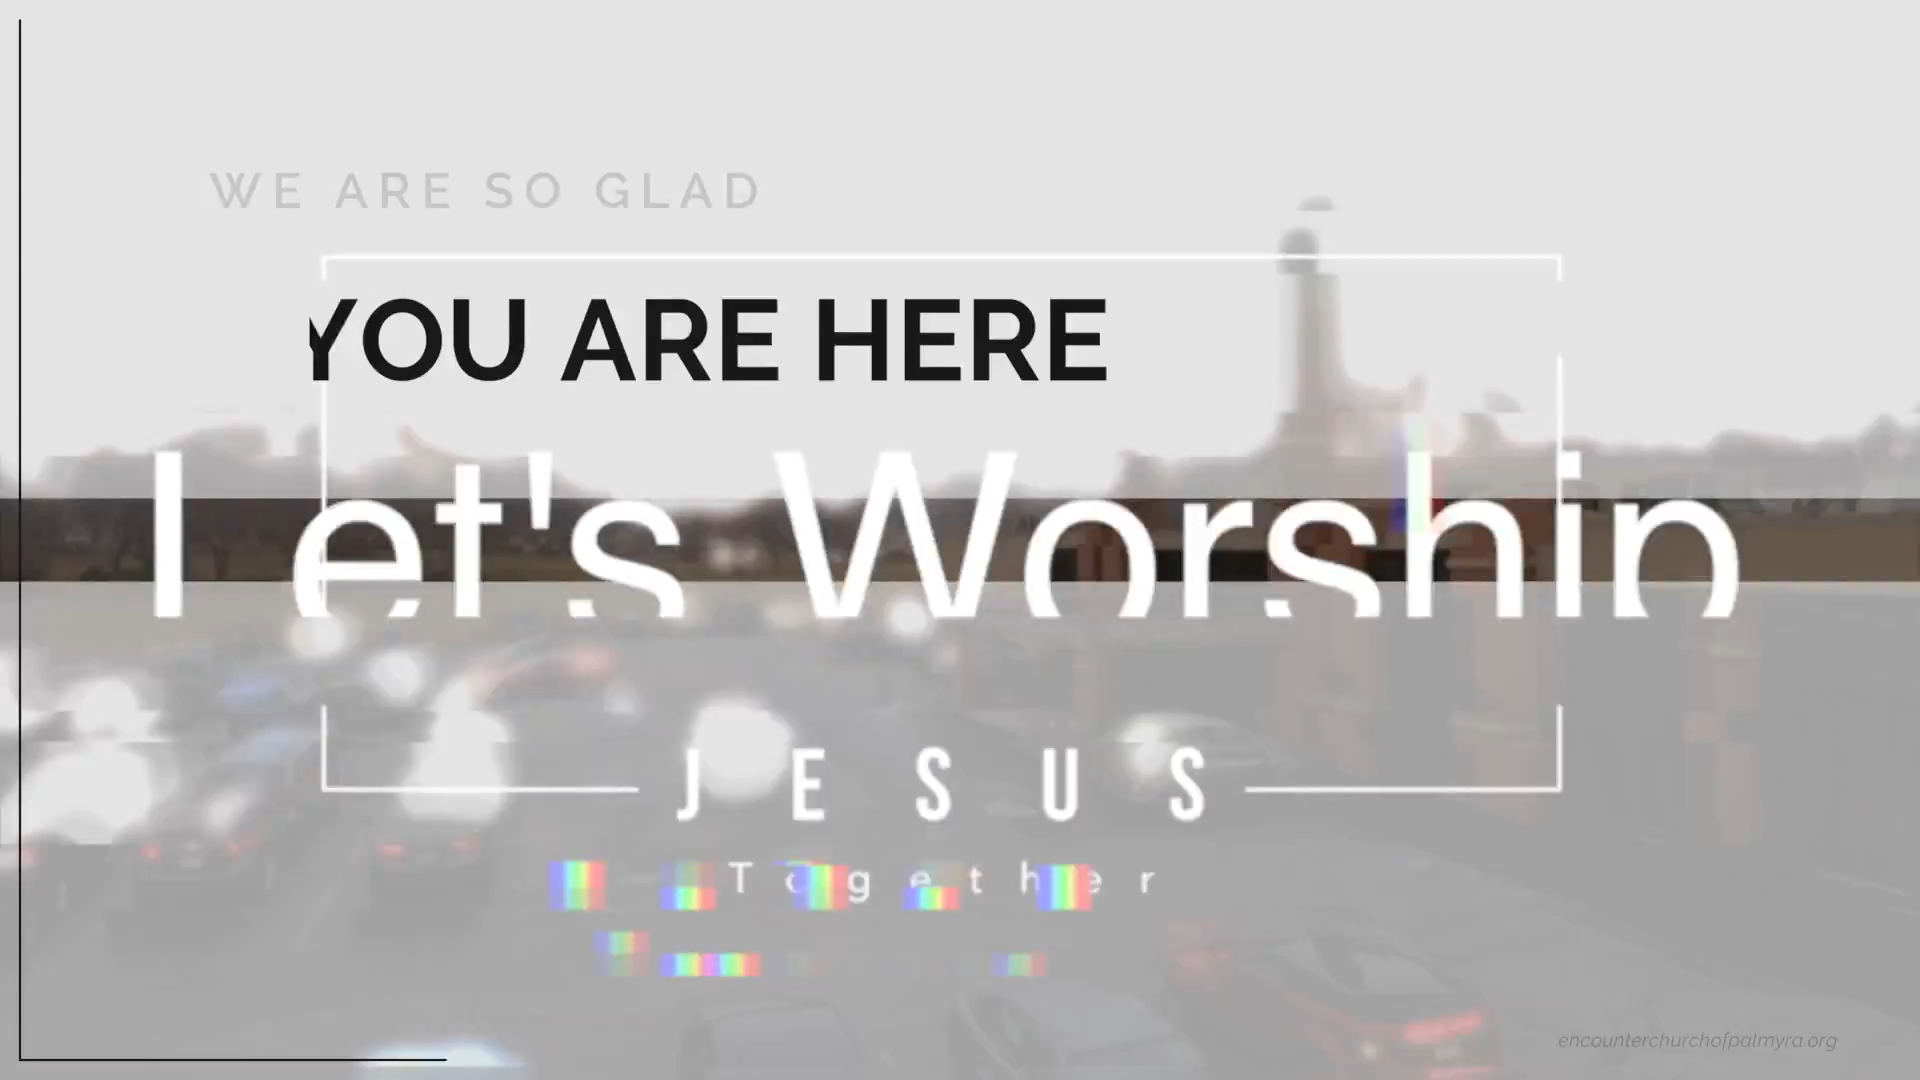 WE ARE SO GLAD
YOU ARE HERE
Let's Worship
JESUS
Together
encounterchurchofpalmyra.org